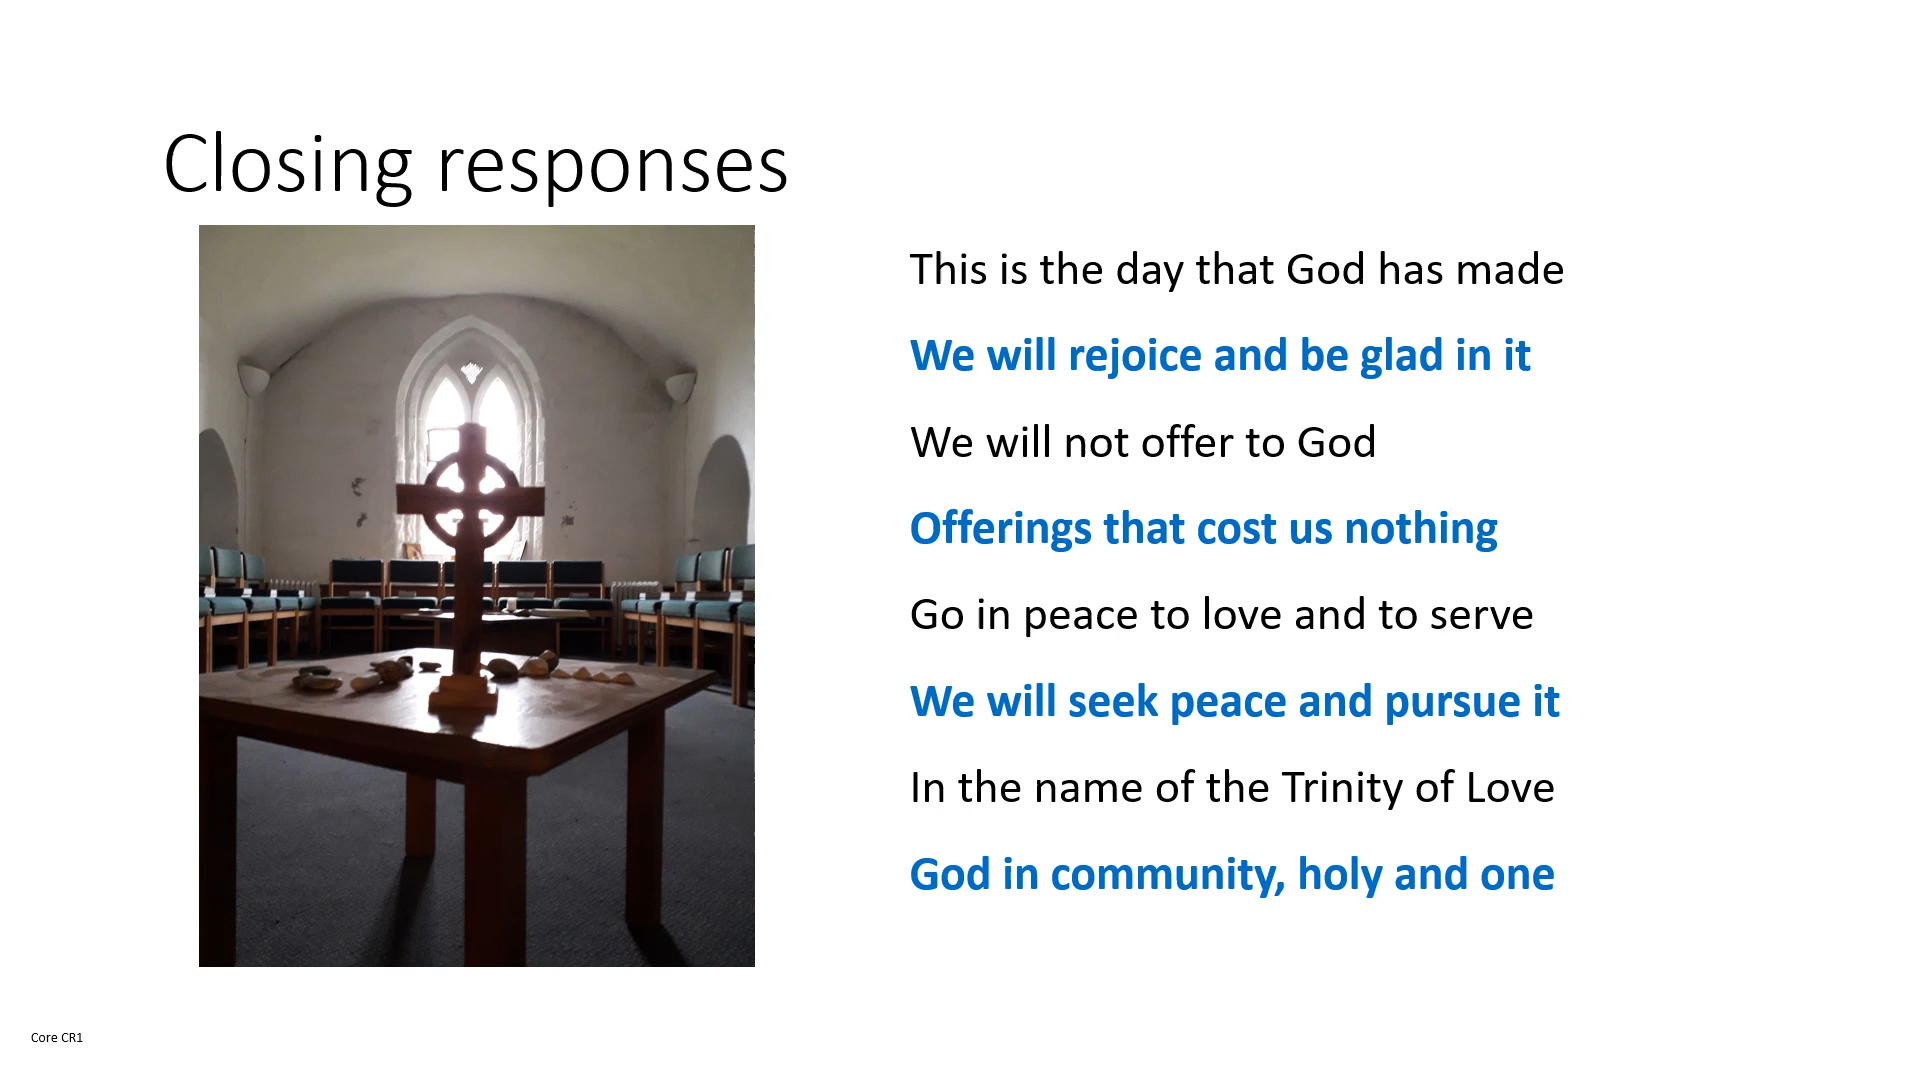 Closing responses
This is the day that God has made
We will rejoice and be glad in it
We will not offer to God
Offerings that cost us nothing
Go in peace to love and to serve
We will seek peace and pursue it
In the name of the Trinity of Love
God in community, holy and one
Core CR1